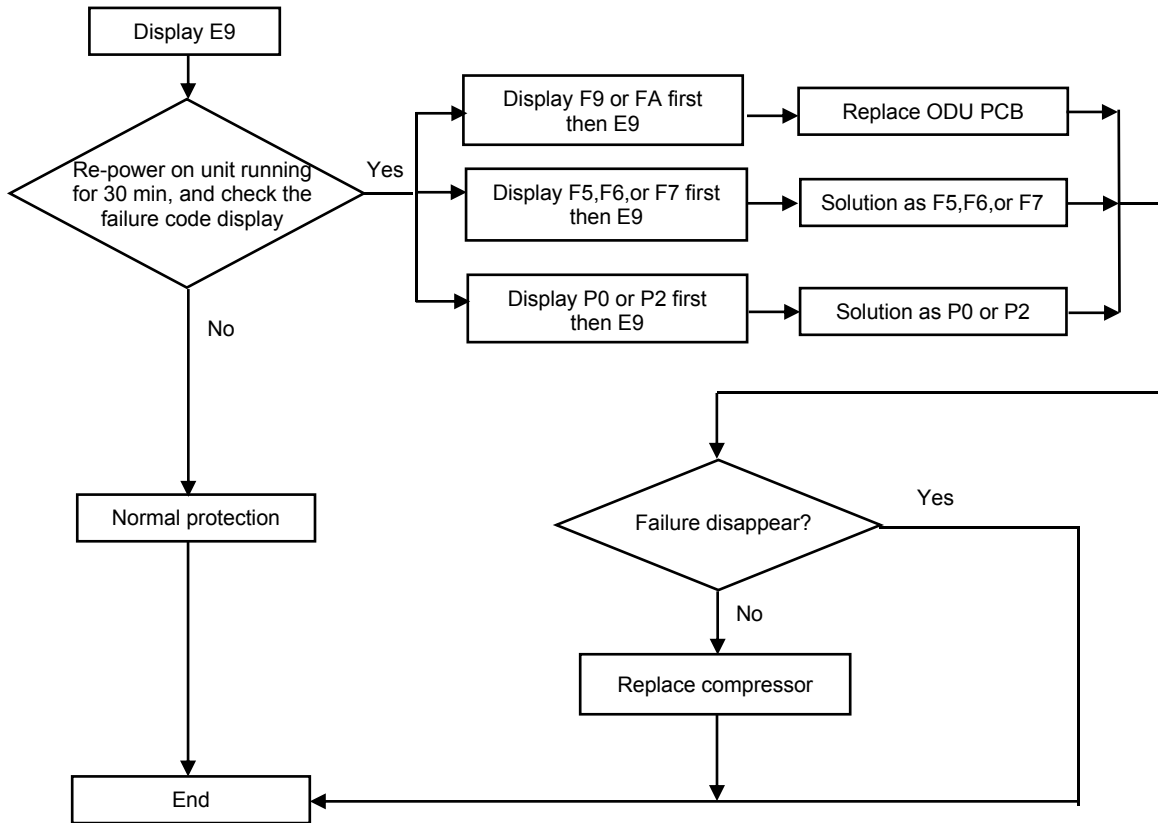 Display E9
Re-power on unit running
for 30 min, and check the
failure code display
Yes
Display F9 or FA first
then E9
Replace ODU PCB
Display F5,F6,or F7 first
then E9
Solution as F5,F6,or F7
Display P0 or P2 first
then E9
Solution as P0 or P2
No
Normal protection
Failure disappear?
Yes
No
Replace compressor
End